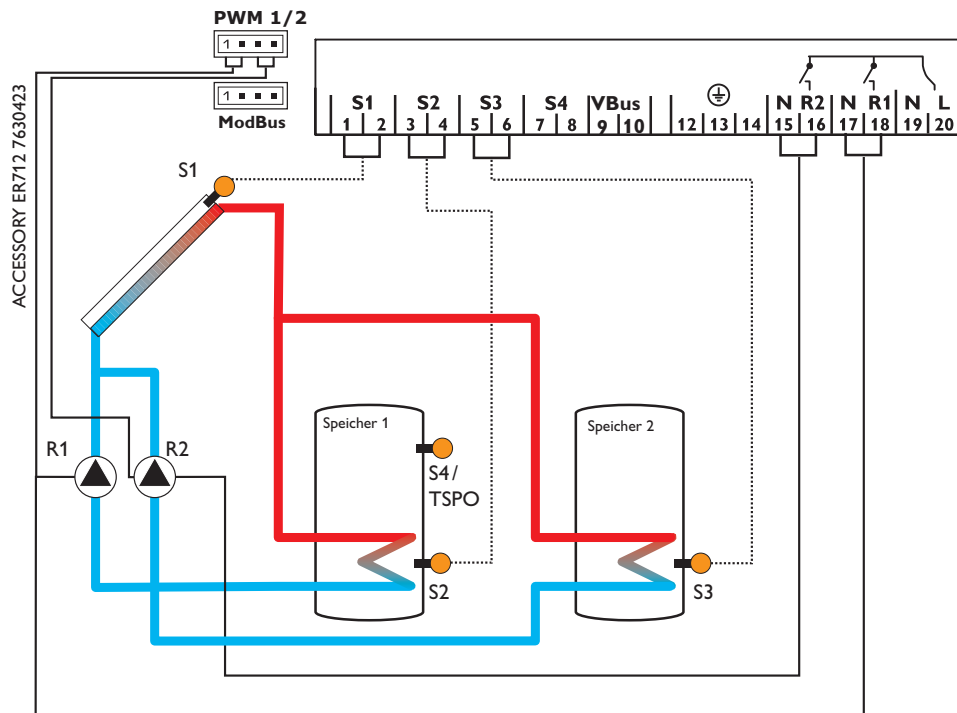 PWM 1/2
1
ModBus
1
ACCESSORY ER712 7630423
S1 S2 S3 S4 VBus N R2 N R1 N L
1 2 3 4 5 6 7 8 9 10 12 13 14 15 16 17 18 19 20
S1
Speicher 1
Speicher 2
R1
R2
S4 /
TSPO
S2
S3